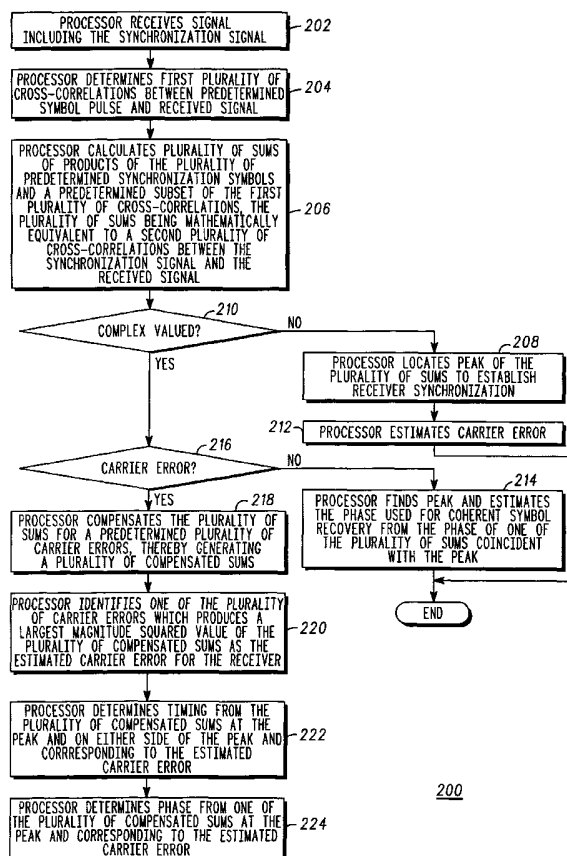 PROCESSOR RECEIVES SIGNAL
INCLUDING THE SYNCHRONIZATION SIGNAL
202
PROCESSOR DETERMINES FIRST PLURALITY OF
CROSS-CORRELATIONS BETWEEN PREDETERMINED
SYMBOL PULSE AND RECEIVED SIGNAL
204
PROCESSOR CALCULATES PLURALITY OF SUMS
OF PRODUCTS OF THE PLURALITY OF
PREDETERMINED SYNCHRONIZATION SYMBOLS
AND A PREDETERMINED SUBSET OF THE FIRST
PLURALITY OF CROSS-CORRELATIONS, THE
PLURALITY OF SUMS BEING MATHEMATICALLY
EQUIVALENT TO A SECOND PLURALITY OF
CROSS-CORRELATIONS BETWEEN THE
SYNCHRONIZATION SIGNAL AND THE
RECEIVED SIGNAL
206
210
COMPLEX VALUED?
NO
YES
208
PROCESSOR LOCATES PEAK OF THE
PLURALITY OF SUMS TO ESTABLISH
RECEIVER SYNCHRONIZATION
212
PROCESSOR ESTIMATES CARRIER ERROR
216
CARRIER ERROR?
NO
YES
214
PROCESSOR FINDS PEAK AND ESTIMATES
THE PHASE USED FOR COHERENT SYMBOL
RECOVERY FROM THE PHASE OF ONE OF
THE PLURALITY OF SUMS COINCIDENT
WITH THE PEAK
END
218
PROCESSOR COMPENSATES THE PLURALITY OF
SUMS FOR A PREDETERMINED PLURALITY OF
CARRIER ERRORS, THEREBY GENERATING
A PLURALITY OF COMPENSATED SUMS
PROCESSOR IDENTIFIES ONE OF THE PLURALITY
OF CARRIER ERRORS WHICH PRODUCES A
LARGEST MAGNITUDE SQUARED VALUE OF THE
PLURALITY OF COMPENSATED SUMS AS THE
ESTIMATED CARRIER ERROR FOR THE RECEIVER
220
PROCESSOR DETERMINES TIMING FROM THE
PLURALITY OF COMPENSATED SUMS AT THE
PEAK AND ON EITHER SIDE OF THE PEAK AND
CORRRESPONDING TO THE ESTIMATED
CARRIER ERROR
222
PROCESSOR DETERMINES PHASE FROM ONE OF
THE PLURALITY OF COMPENSATED SUMS AT THE
PEAK AND CORRESPONDING TO THE ESTIMATED
CARRIER ERROR
224
200